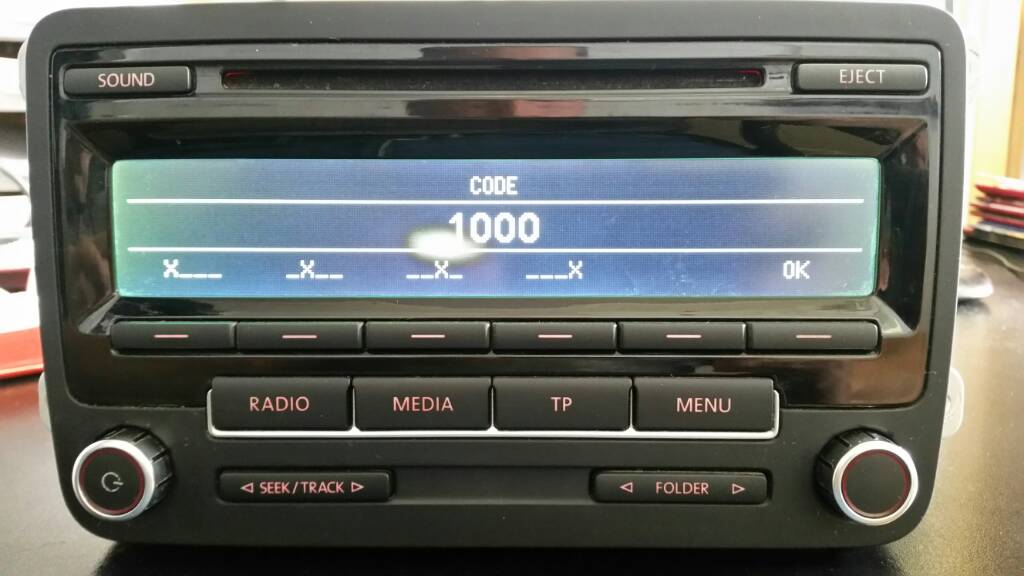 SOUND EJECT
CODE
1000
X___ _X__ __X_ ___X OK
RADIO MEDIA TP MENU
◁ SEEK/TRACK ▷ ◁ FOLDER ▷